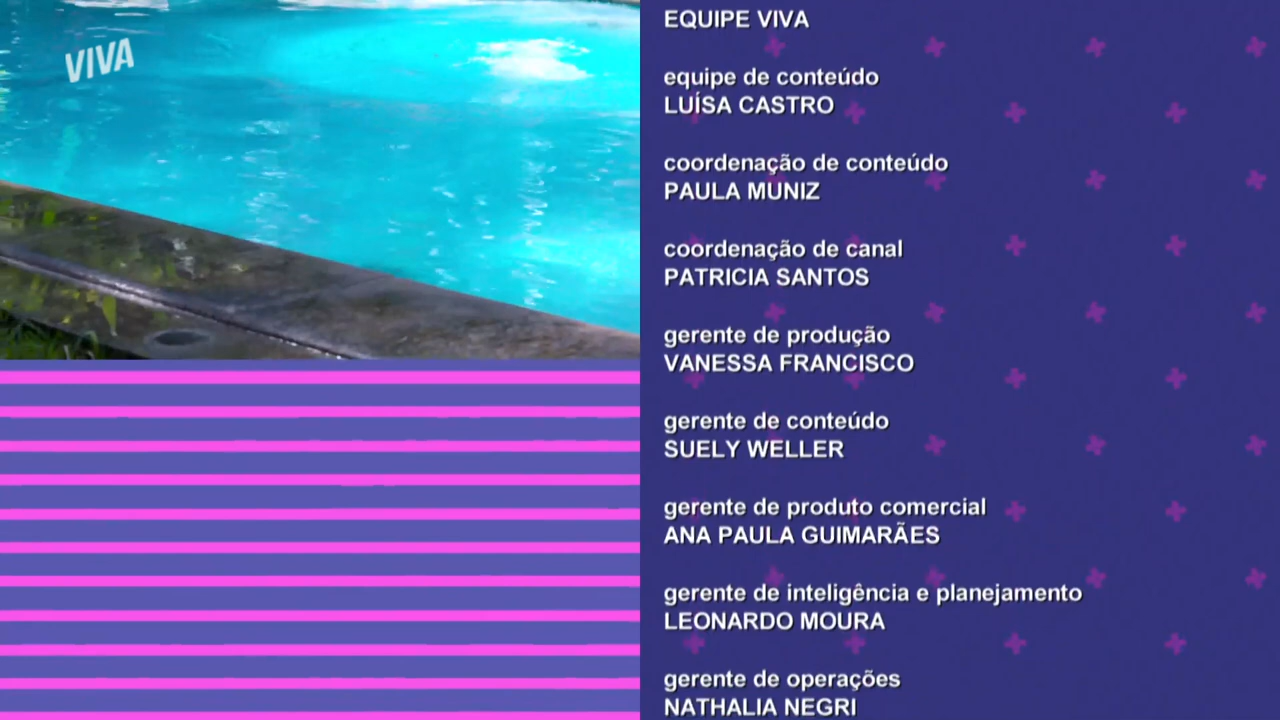 VIVA
EQUIPE VIVA
equipe de conteúdo
LUÍSA CASTRO
coordenação de conteúdo
PAULA MUNIZ
coordenação de canal
PATRICIA SANTOS
gerente de produção
VANESSA FRANCISCO
gerente de conteúdo
SUELY WELLER
gerente de produto comercial
ANA PAULA GUIMARÃES
gerente de inteligência e planejamento
LEONARDO MOURA
gerente de operações
NATHALIA NEGRI